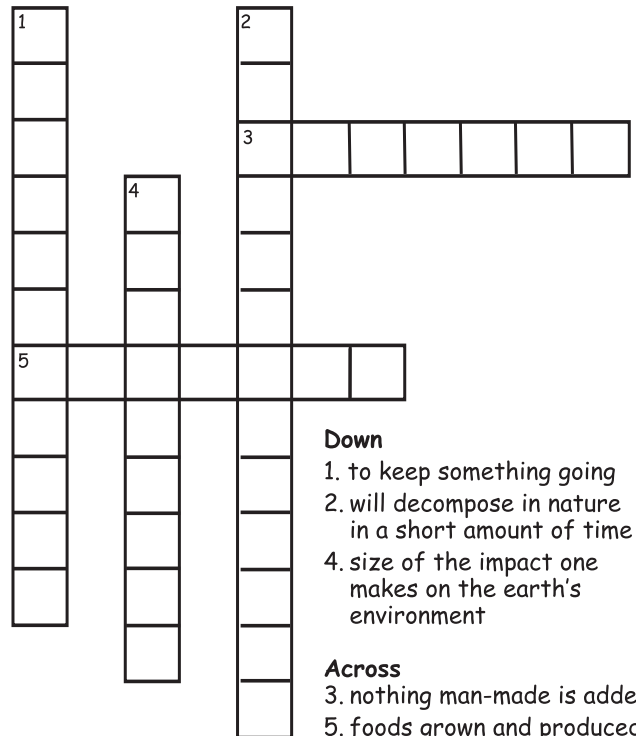 1
2
3
4
5
Down
1. to keep something going
2. will decompose in nature
in a short amount of time
4. size of the impact one
makes on the earth's
environment
Across
3. nothing man-made is adde
5. foods grown and produced